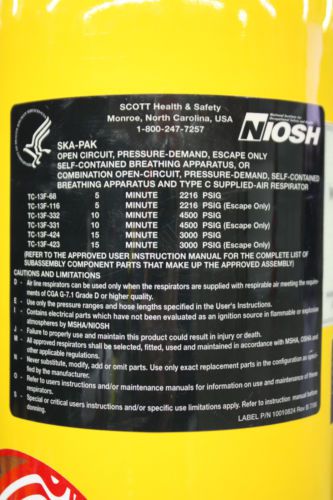 SCOTT Health & Safety
Monroe, North Carolina, USA
1-800-247-7257
NIOSH
SKA-PAK
OPEN CIRCUIT, PRESSURE-DEMAND, ESCAPE ONLY
SELF-CONTAINED BREATHING APPARATUS, OR
COMBINATION OPEN-CIRCUIT, PRESSURE-DEMAND, SELF-CONTAINED
BREATHING APPARATUS AND TYPE C SUPPLIED-AIR RESPIRATOR
TC-13F-66 5 MINUTE 2216 PSIG
TC-13F-116 5 MINUTE 2216 PSIG (Escape Only)
TC-13F-332 10 MINUTE 4500 PSIG
TC-13F-331 10 MINUTE 4500 PSIG (Escape Only)
TC-13F-424 15 MINUTE 3000 PSIG
TC-13F-423 15 MINUTE 3000 PSIG (Escape Only)
(REFER TO THE APPROVED USER INSTRUCTION MANUAL FOR THE COMPLETE LIST OF
SUBASSEMBLY COMPONENT PARTS THAT MAKE UP THE APPROVED ASSEMBLY)
CAUTIONS AND LIMITATIONS
D - Air line respirators can be used only when the respirators are supplied with respirable air meeting the require-
ments of CGA G-7.1 Grade D or higher quality.
E - Use only the pressure ranges and hose lengths specified in the User's Instructions.
I - Contains electrical parts which have not been evaluated as an ignition source in flammable or explosive
atmospheres by MSHA/NIOSH
J - Failure to properly use and maintain this product could result in injury or death.
M - All approved respirators shall be selected, fitted, used and maintained in accordance with MSHA, OSHA and
other applicable regulations.
N - Never substitute, modify, add or omit parts. Use only exact replacement parts in the configuration as speci-
fied by the manufacturer.
O - Refer to users instructions and/or maintenance manuals for information on use and maintenance of these
respirators.
S - Special or critical users instructions and/or specific use limitations apply. Refer to instruction manual before
donning.
LABEL P/N 10010824 Rev B